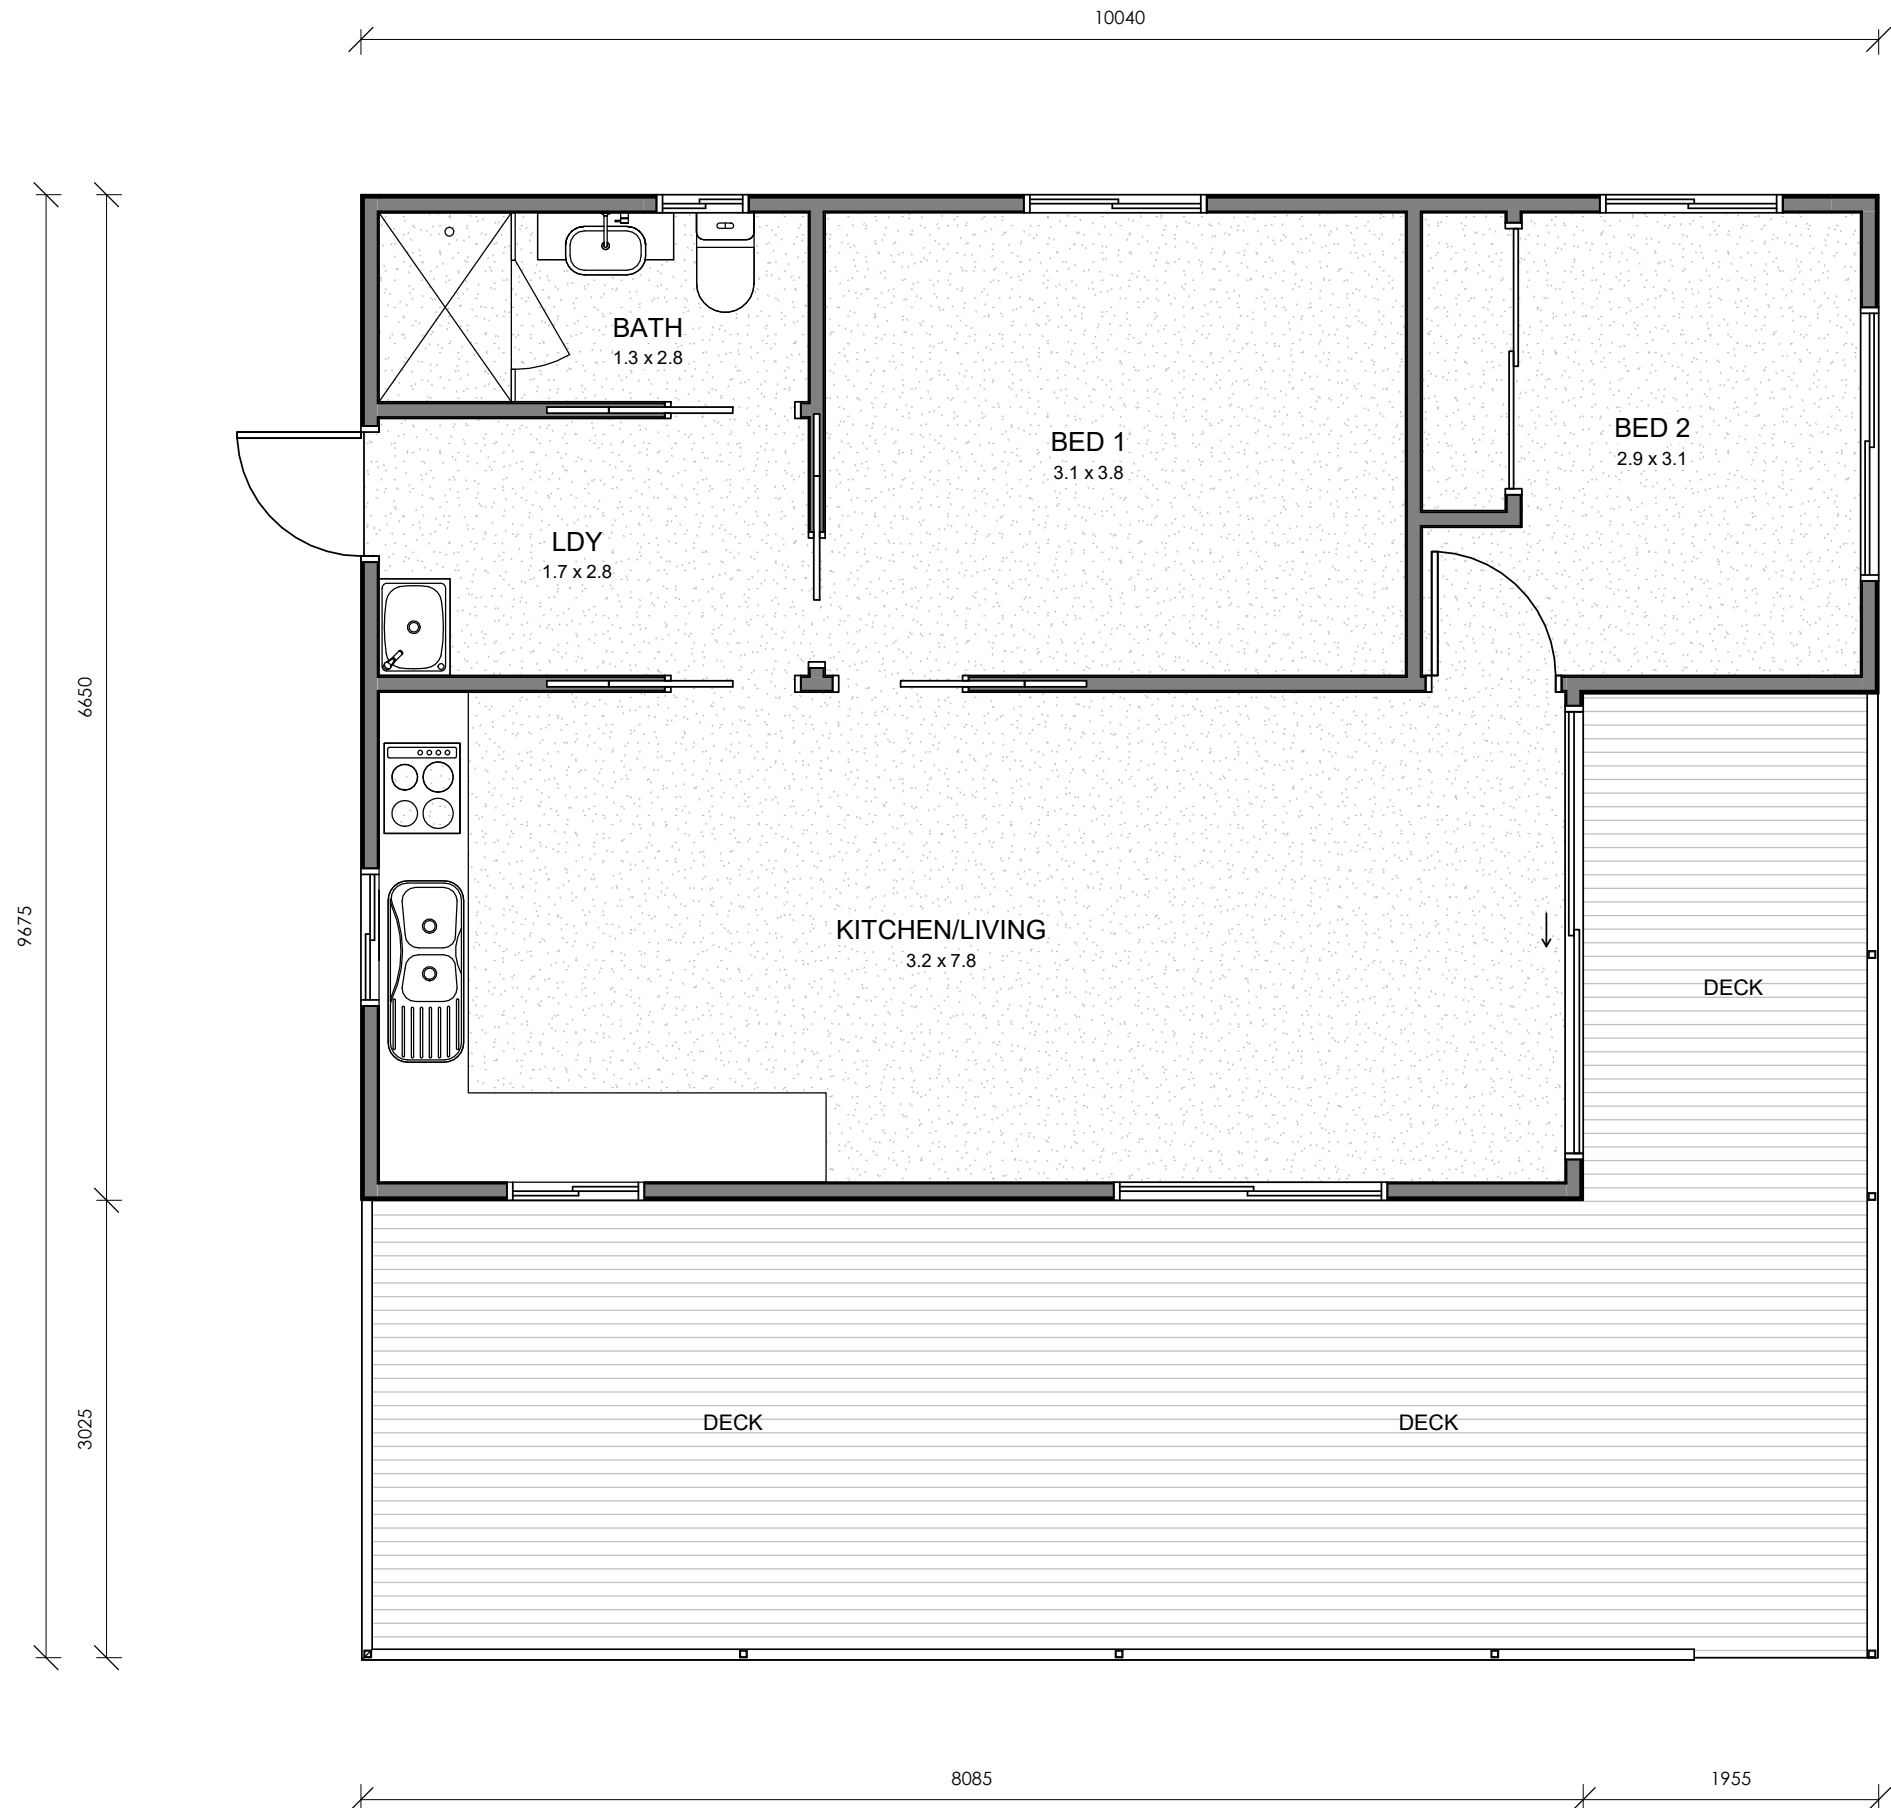 10040
BATH
1.3 x 2.8
BED 1
3.1 x 3.8
BED 2
2.9 x 3.1
LDY
1.7 x 2.8
6650
9675
KITCHEN/LIVING
3.2 x 7.8
DECK
3025
DECK
DECK
8085
1955